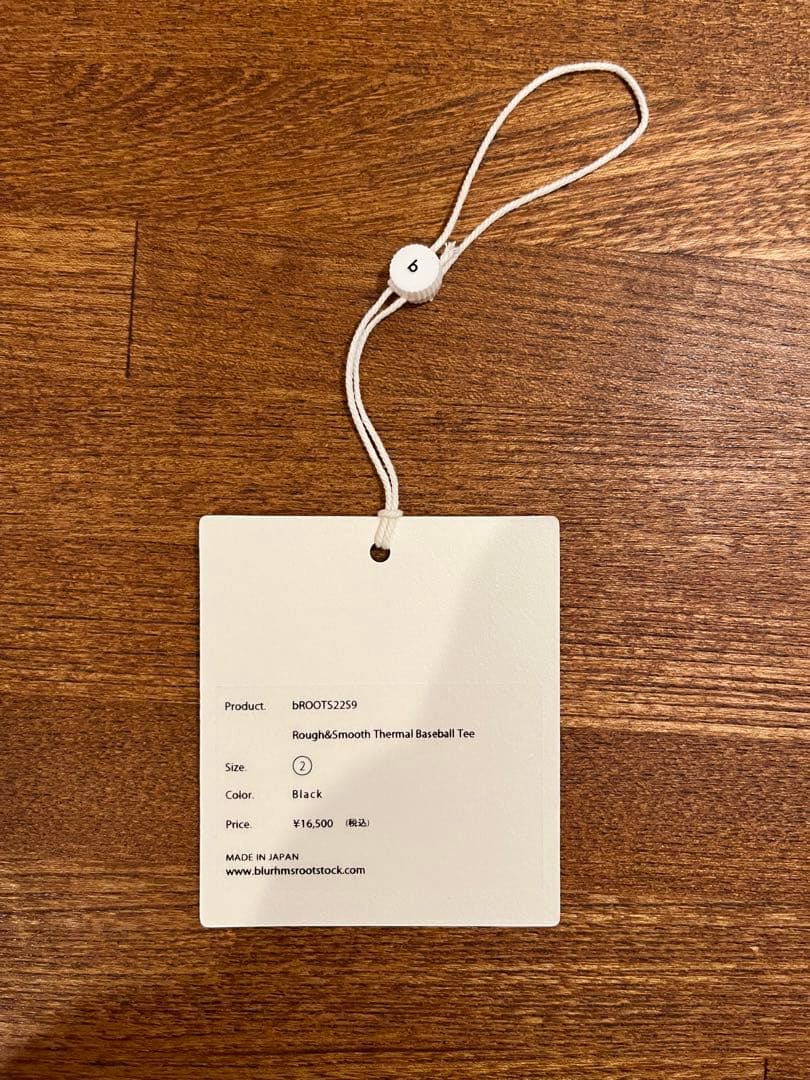 b
Product. bROOTS22S9
Rough&Smooth Thermal Baseball Tee
Size. ②
Color. Black
Price. ¥16,500 (税込)
MADE IN JAPAN
www.blurhmsrootstock.com